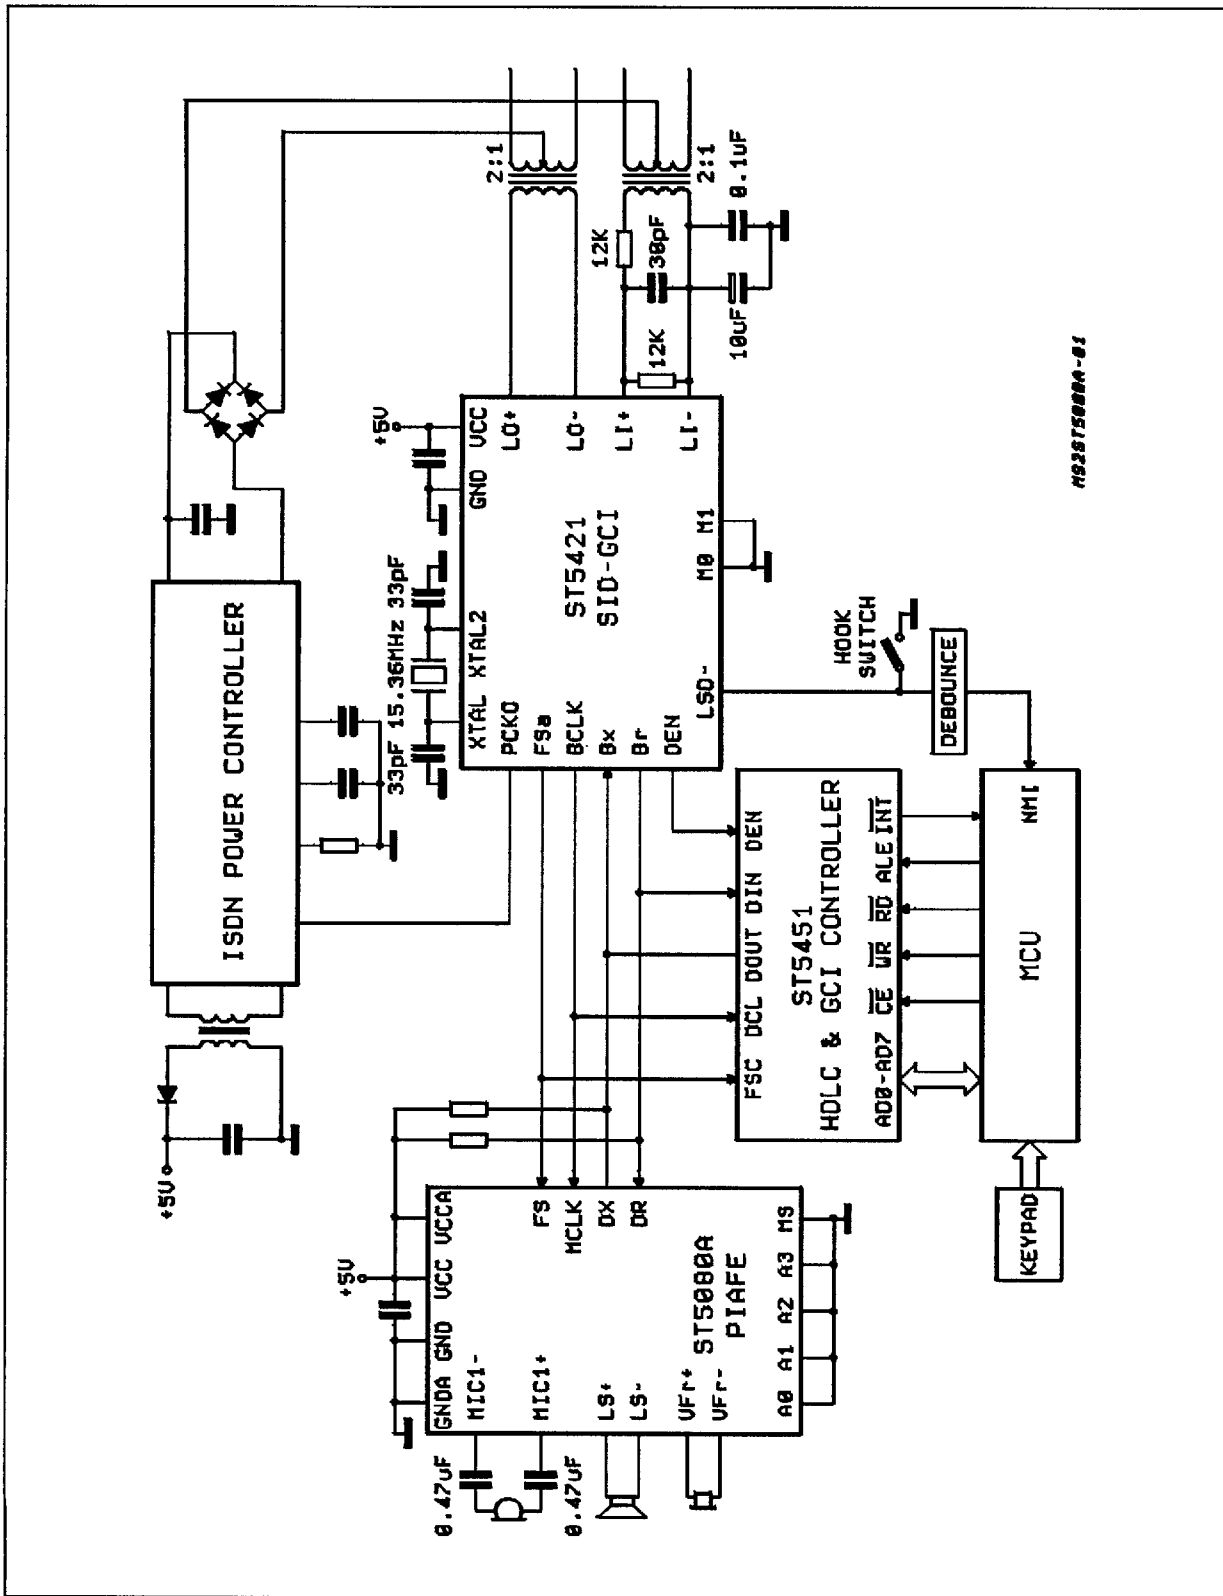 +5V
ISDN POWER CONTROLLER
+5V
GNDA
GND
VCC
VCCA
0.47uF
MIC1-
MIC1+
0.47uF
LS+
LS-
VFr+
VFr-
ST5080A
PIAFE
FS
MCLK
DX
DR
A0
A1
A2
A3
MS
33pF
15.36MHz
33pF
+5V
XTAL
XTAL2
GND
VCC
PCKO
FSa
BCLK
Bx
Br
DEN
ST5421
SID-GCI
LO+
LO-
LI+
LI-
LSD-
M0
M1
2:1
12K
30pF
2:1
12K
10uF
0.1uF
FSC
DCL
DOUT
DIN
DEN
ST5451
HDLC & GCI CONTROLLER
AD0-AD7
CE
WR
RD
ALE
INT
HOOK
SWITCH
DEBOUNCE
NMI
MCU
KEYPAD
M92ST5080A-01